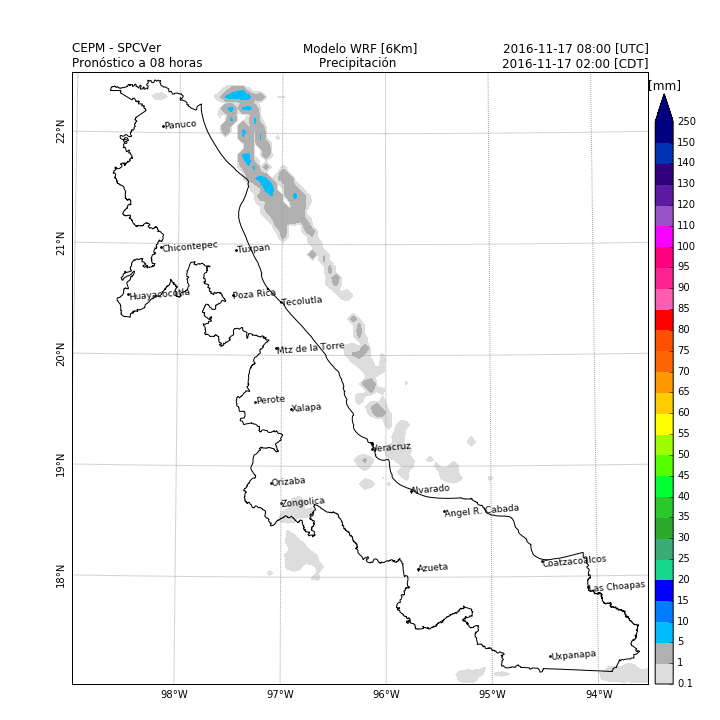 CEPM - SPCVer
Modelo WRF [6Km]
2016-11-17 08:00 [UTC]
Pronóstico a 08 horas
Precipitación
2016-11-17 02:00 [CDT]
[mm]
250
150
140
130
120
110
100
95
90
85
80
75
70
65
60
55
50
45
40
35
30
25
20
15
10
5
1
0.1
22°N
21°N
20°N
19°N
18°N
98°W
97°W
96°W
95°W
94°W
Panuco
Chicontepec
Tuxpan
Huayacocotla
Poza Rica
Tecolutla
Mtz de la Torre
Perote
Xalapa
Veracruz
Orizaba
Zongolica
Alvarado
Angel R. Cabada
Coatzacoalcos
Azueta
Las Choapas
Uxpanapa